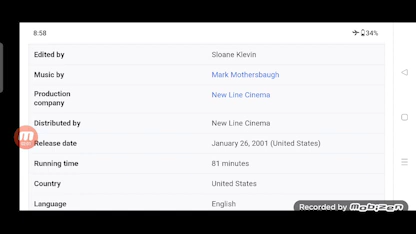 8:58
34%
Edited by Sloane Klevin
Music by Mark Mothersbaugh
Production New Line Cinema
company
Distributed by New Line Cinema
Release date January 26, 2001 (United States)
Running time 81 minutes
Country United States
Language English
Recorded by Mobizen